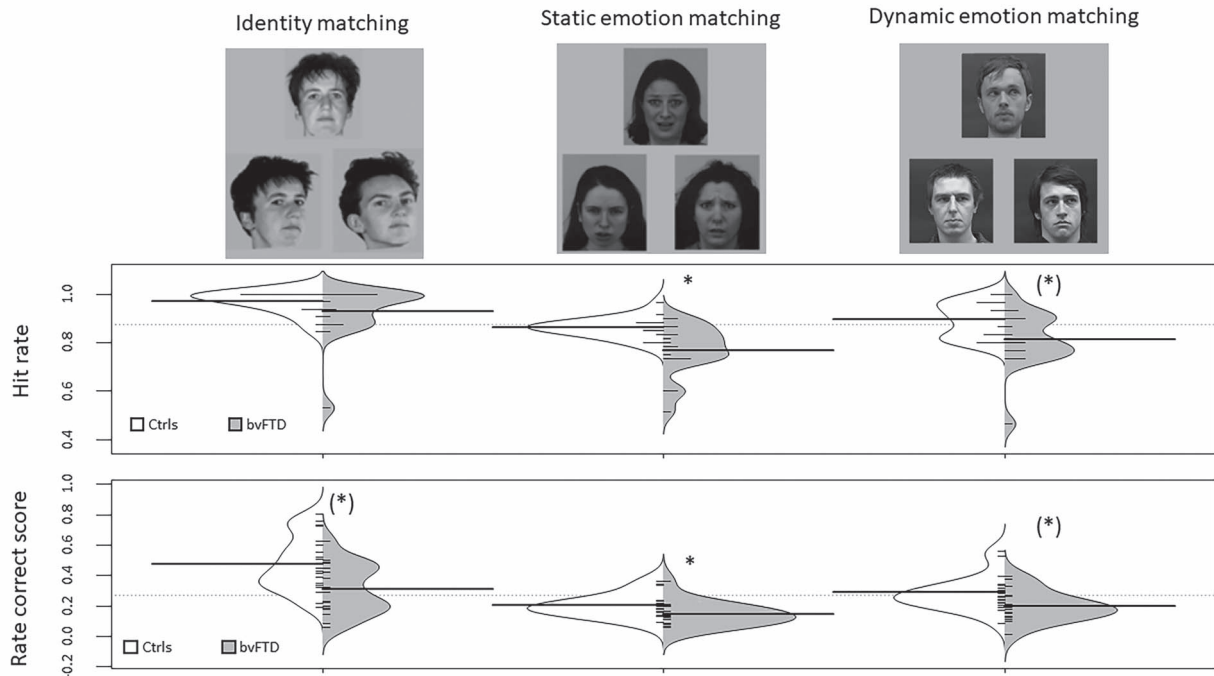 Identity matching
Static emotion matching
Dynamic emotion matching
Hit rate
1.0
0.8
0.6
0.4
*
(*)
Ctrls
bvFTD
Rate correct score
1.0
0.8
0.6
0.4
0.2
0.0
-0.2
(*)
*
(*)
Ctrls
bvFTD